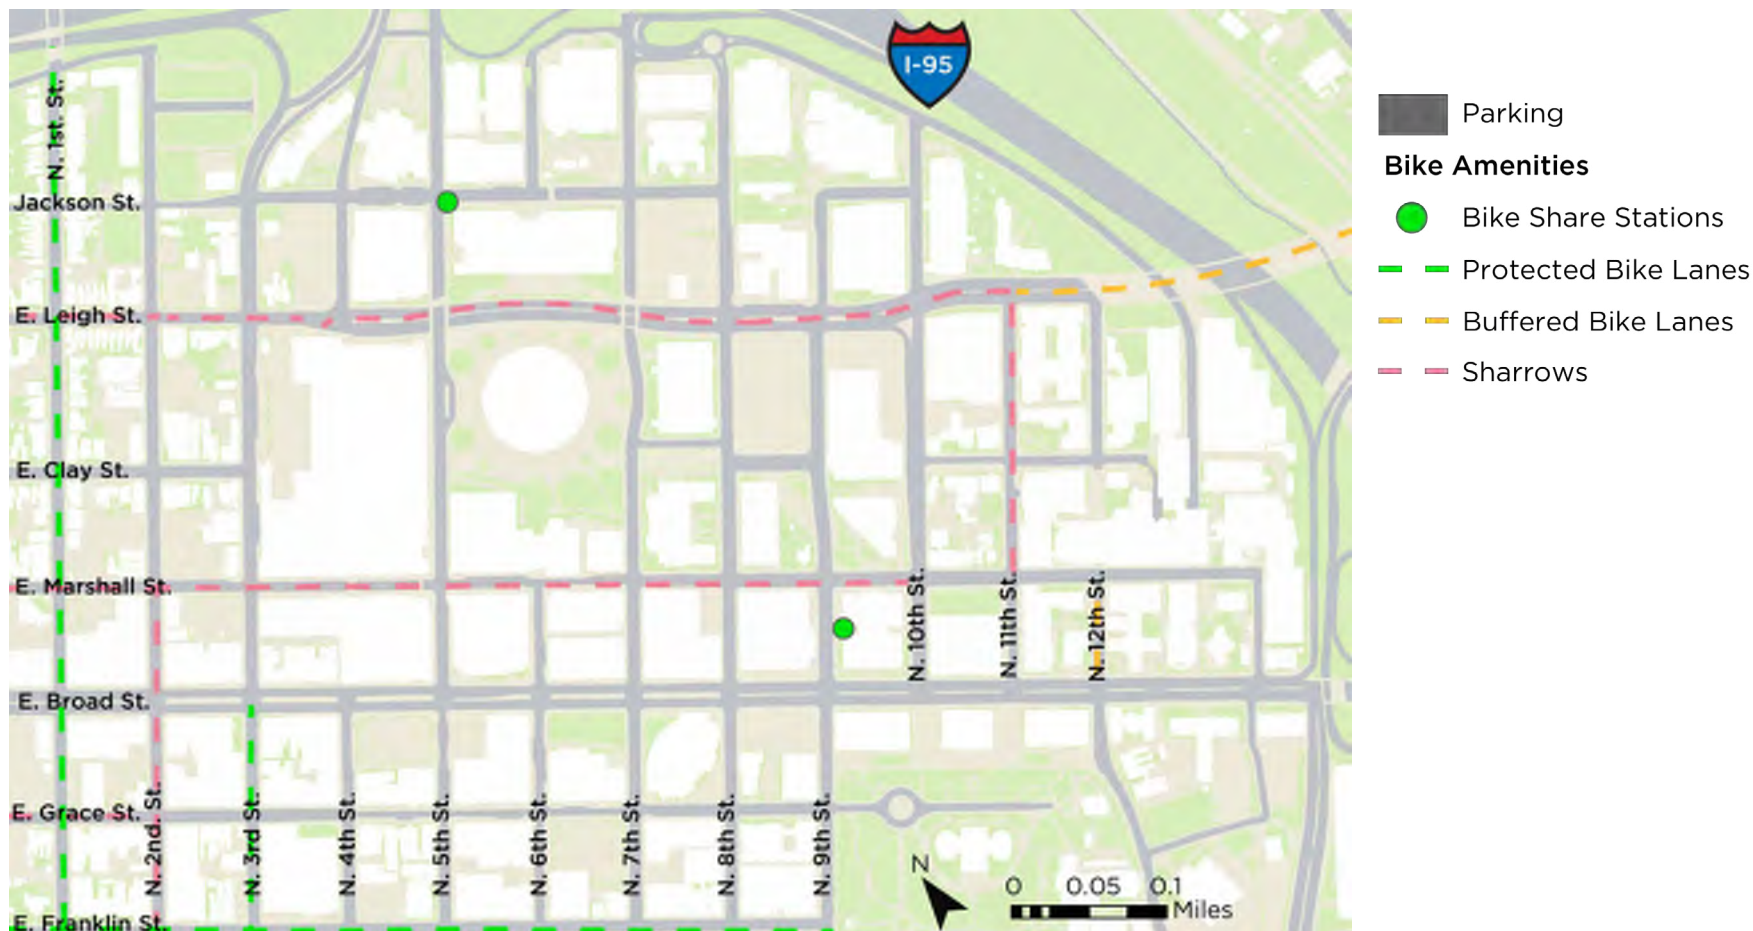 I-95
N. 1st. St.
Jackson St.
E. Leigh St.
E. Clay St.
E. Marshall St.
N. 10th St.
N. 11th St.
N. 12th St.
E. Broad St.
E. Grace St.
N. 2nd. St.
N. 3rd St.
N. 4th St.
N. 5th St.
N. 6th St.
N. 7th St.
N. 8th St.
N. 9th St.
E. Franklin St.
N
0 0.05 0.1
Miles
Parking
Bike Amenities
Bike Share Stations
Protected Bike Lanes
Buffered Bike Lanes
Sharrows